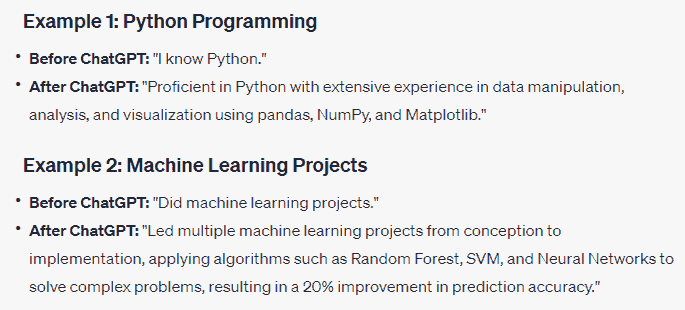 Example 1: Python Programming
• Before ChatGPT: "I know Python."
• After ChatGPT: "Proficient in Python with extensive experience in data manipulation,
analysis, and visualization using pandas, NumPy, and Matplotlib."
Example 2: Machine Learning Projects
• Before ChatGPT: "Did machine learning projects."
• After ChatGPT: "Led multiple machine learning projects from conception to
implementation, applying algorithms such as Random Forest, SVM, and Neural Networks to
solve complex problems, resulting in a 20% improvement in prediction accuracy."